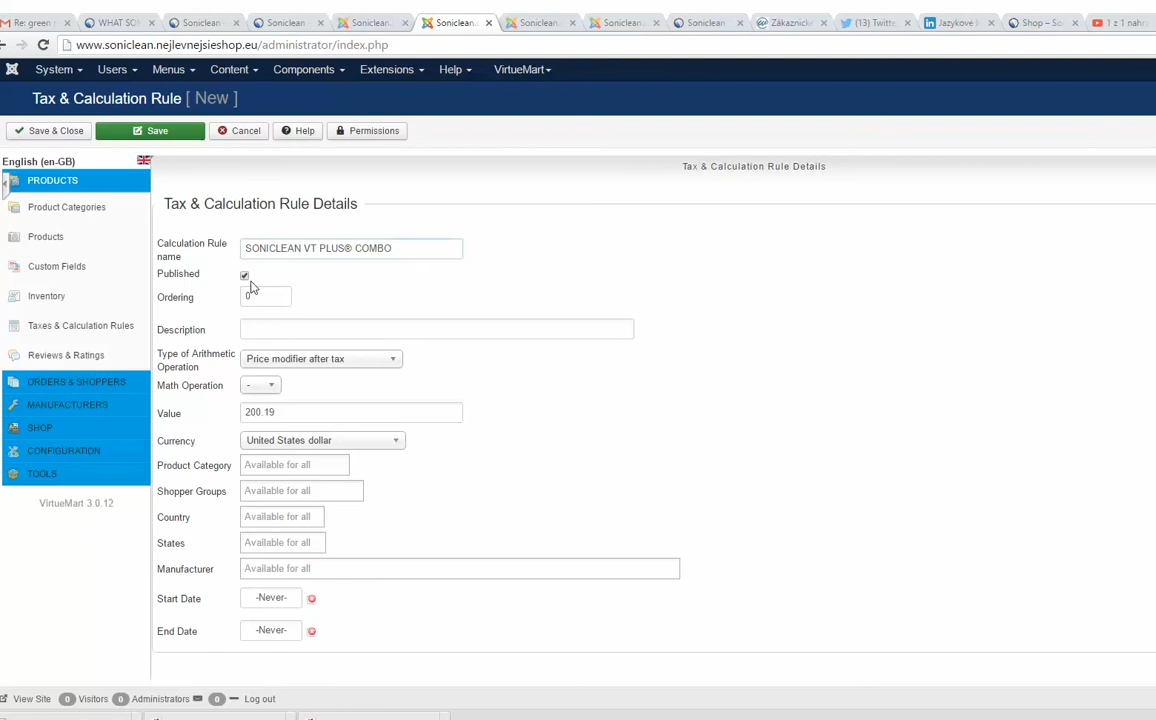 Re: green
WHAT SO
Soniclean
Soniclean
Soniclean
Soniclean
Soniclean
Soniclean
Soniclean
Zákaznick
(13) Twitte
Jazykové
Shop – So
1 z 1 nahr
www.soniclean.nejlevnejsieshop.eu/administrator/index.php
System Users Menus Content Components Extensions Help VirtueMart
Tax & Calculation Rule [ New ]
Save & Close Save Cancel Help Permissions
English (en-GB)
Tax & Calculation Rule Details
PRODUCTS
Product Categories
Products
Custom Fields
Inventory
Taxes & Calculation Rules
Reviews & Ratings
ORDERS & SHOPPERS
MANUFACTURERS
SHOP
CONFIGURATION
TOOLS
VirtueMart 3.0.12
Tax & Calculation Rule Details
Calculation Rule
name
SONICLEAN VT PLUS® COMBO
Published
Ordering 0
Description
Type of Arithmetic
Operation
Price modifier after tax
Math Operation -
Value 200.19
Currency United States dollar
Product Category Available for all
Shopper Groups Available for all
Country Available for all
States Available for all
Manufacturer Available for all
Start Date -Never-
End Date -Never-
View Site 0 Visitors 0 Administrators 0 Log out